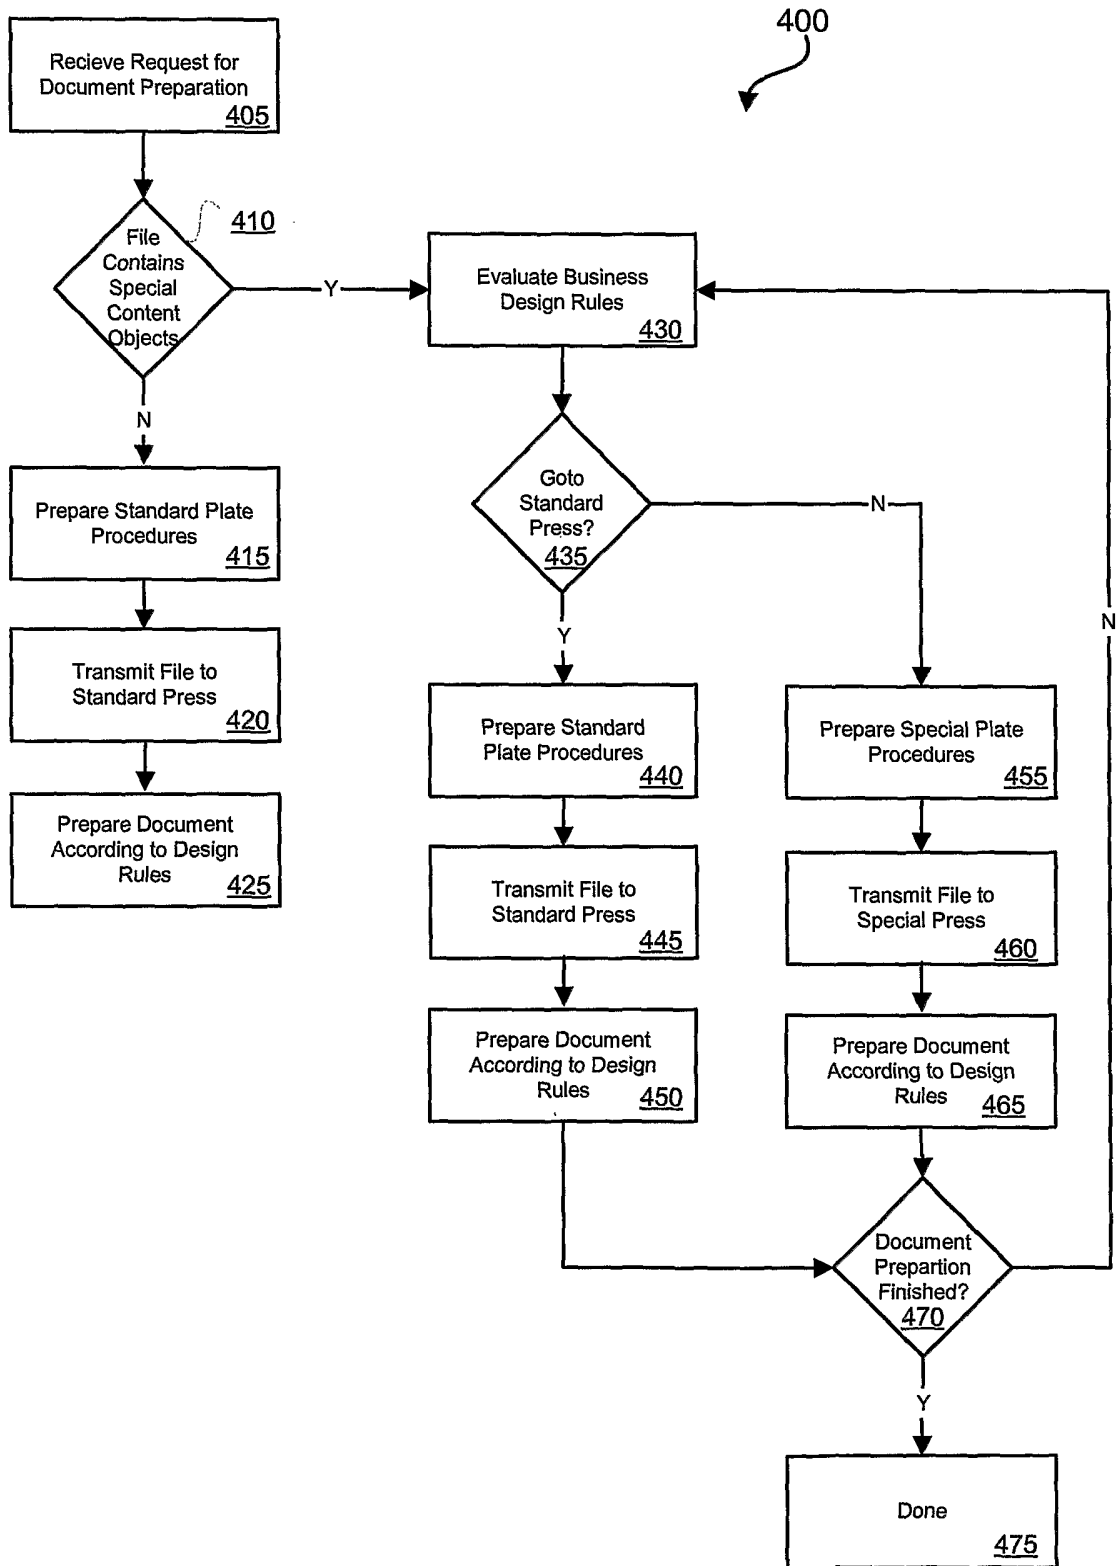 400
Recieve Request for
Document Preparation
405
File
Contains
Special
Content
Objects
410
Y
N
Prepare Standard Plate
Procedures
415
Transmit File to
Standard Press
420
Prepare Document
According to Design
Rules
425
Evaluate Business
Design Rules
430
Goto
Standard
Press?
435
N
Y
Prepare Standard
Plate Procedures
440
Transmit File to
Standard Press
445
Prepare Document
According to Design
Rules
450
Prepare Special Plate
Procedures
455
Transmit File to
Special Press
460
Prepare Document
According to Design
Rules
465
Document
Prepartion
Finished?
470
N
Y
Done
475